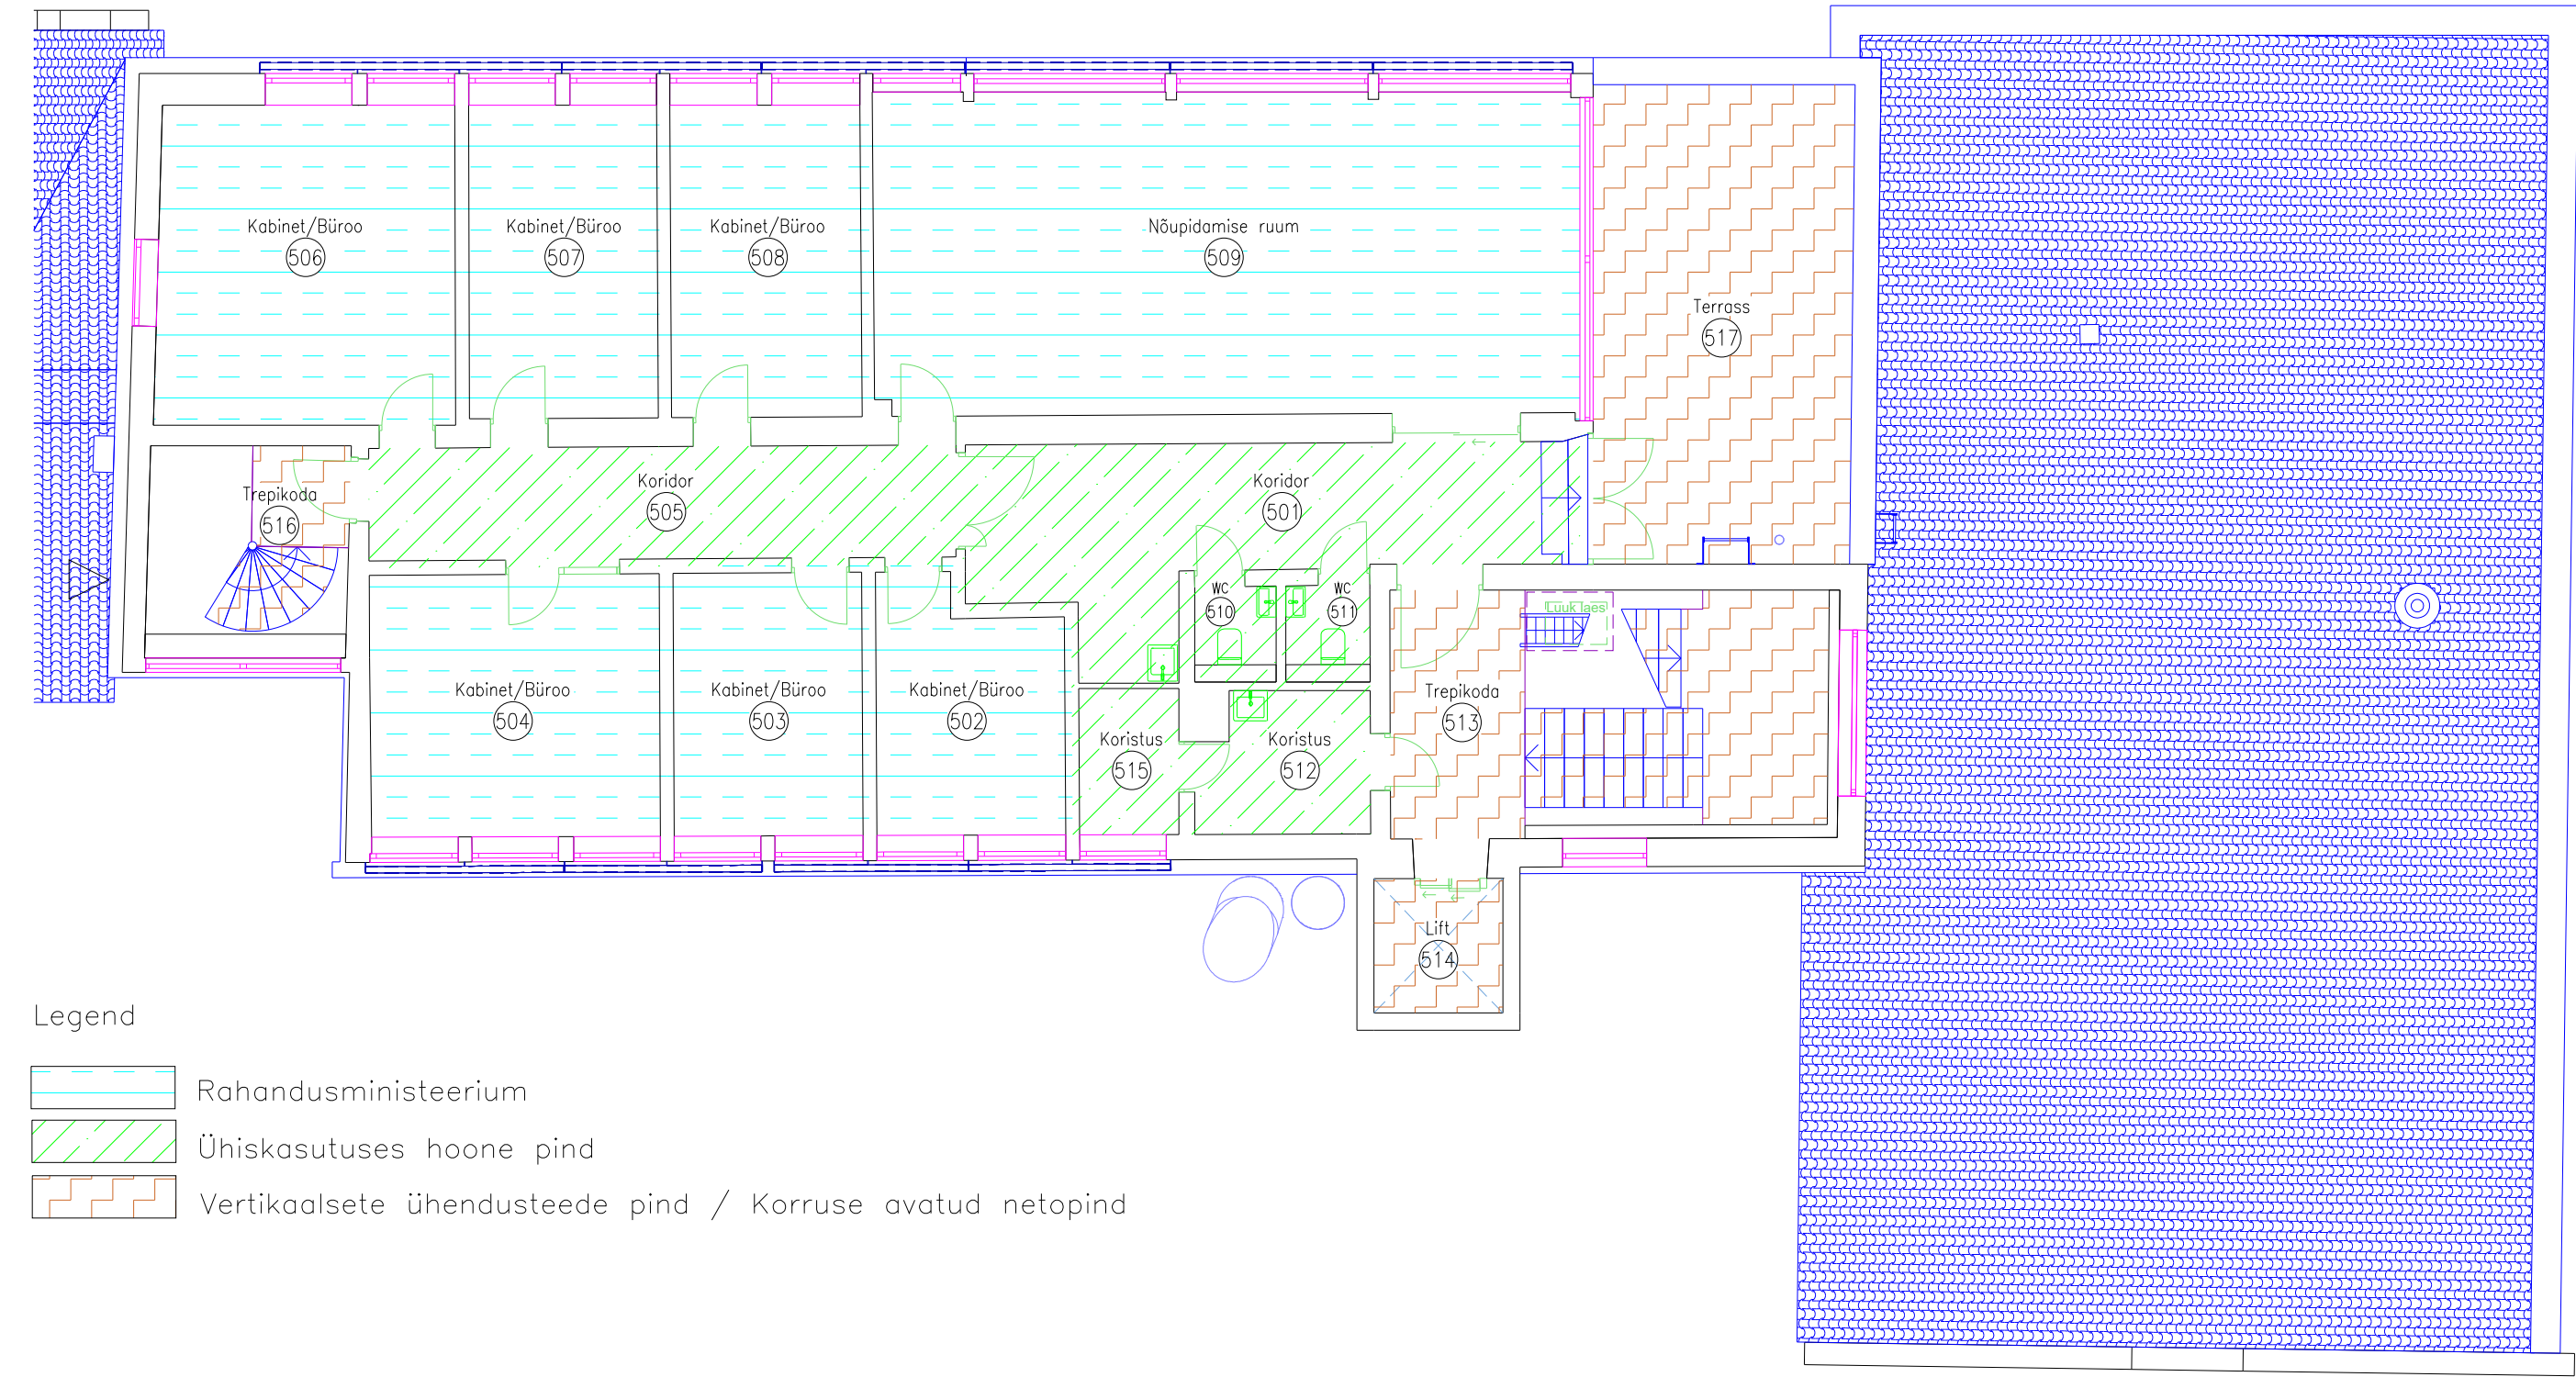 Kabinet/Büroo
506
Kabinet/Büroo
507
Kabinet/Büroo
508
Nõupidamise ruum
509
Terrass
517
Trepikoda
516
Koridor
505
Koridor
501
WC
510
WC
511
Luuk laes
Kabinet/Büroo
504
Kabinet/Büroo
503
Kabinet/Büroo
502
Koristus
515
Koristus
512
Trepikoda
513
Lift
514
Legend
Rahandusministeerium
Ühiskasutuses hoone pind
Vertikaalsete ühendusteede pind / Korruse avatud netopind